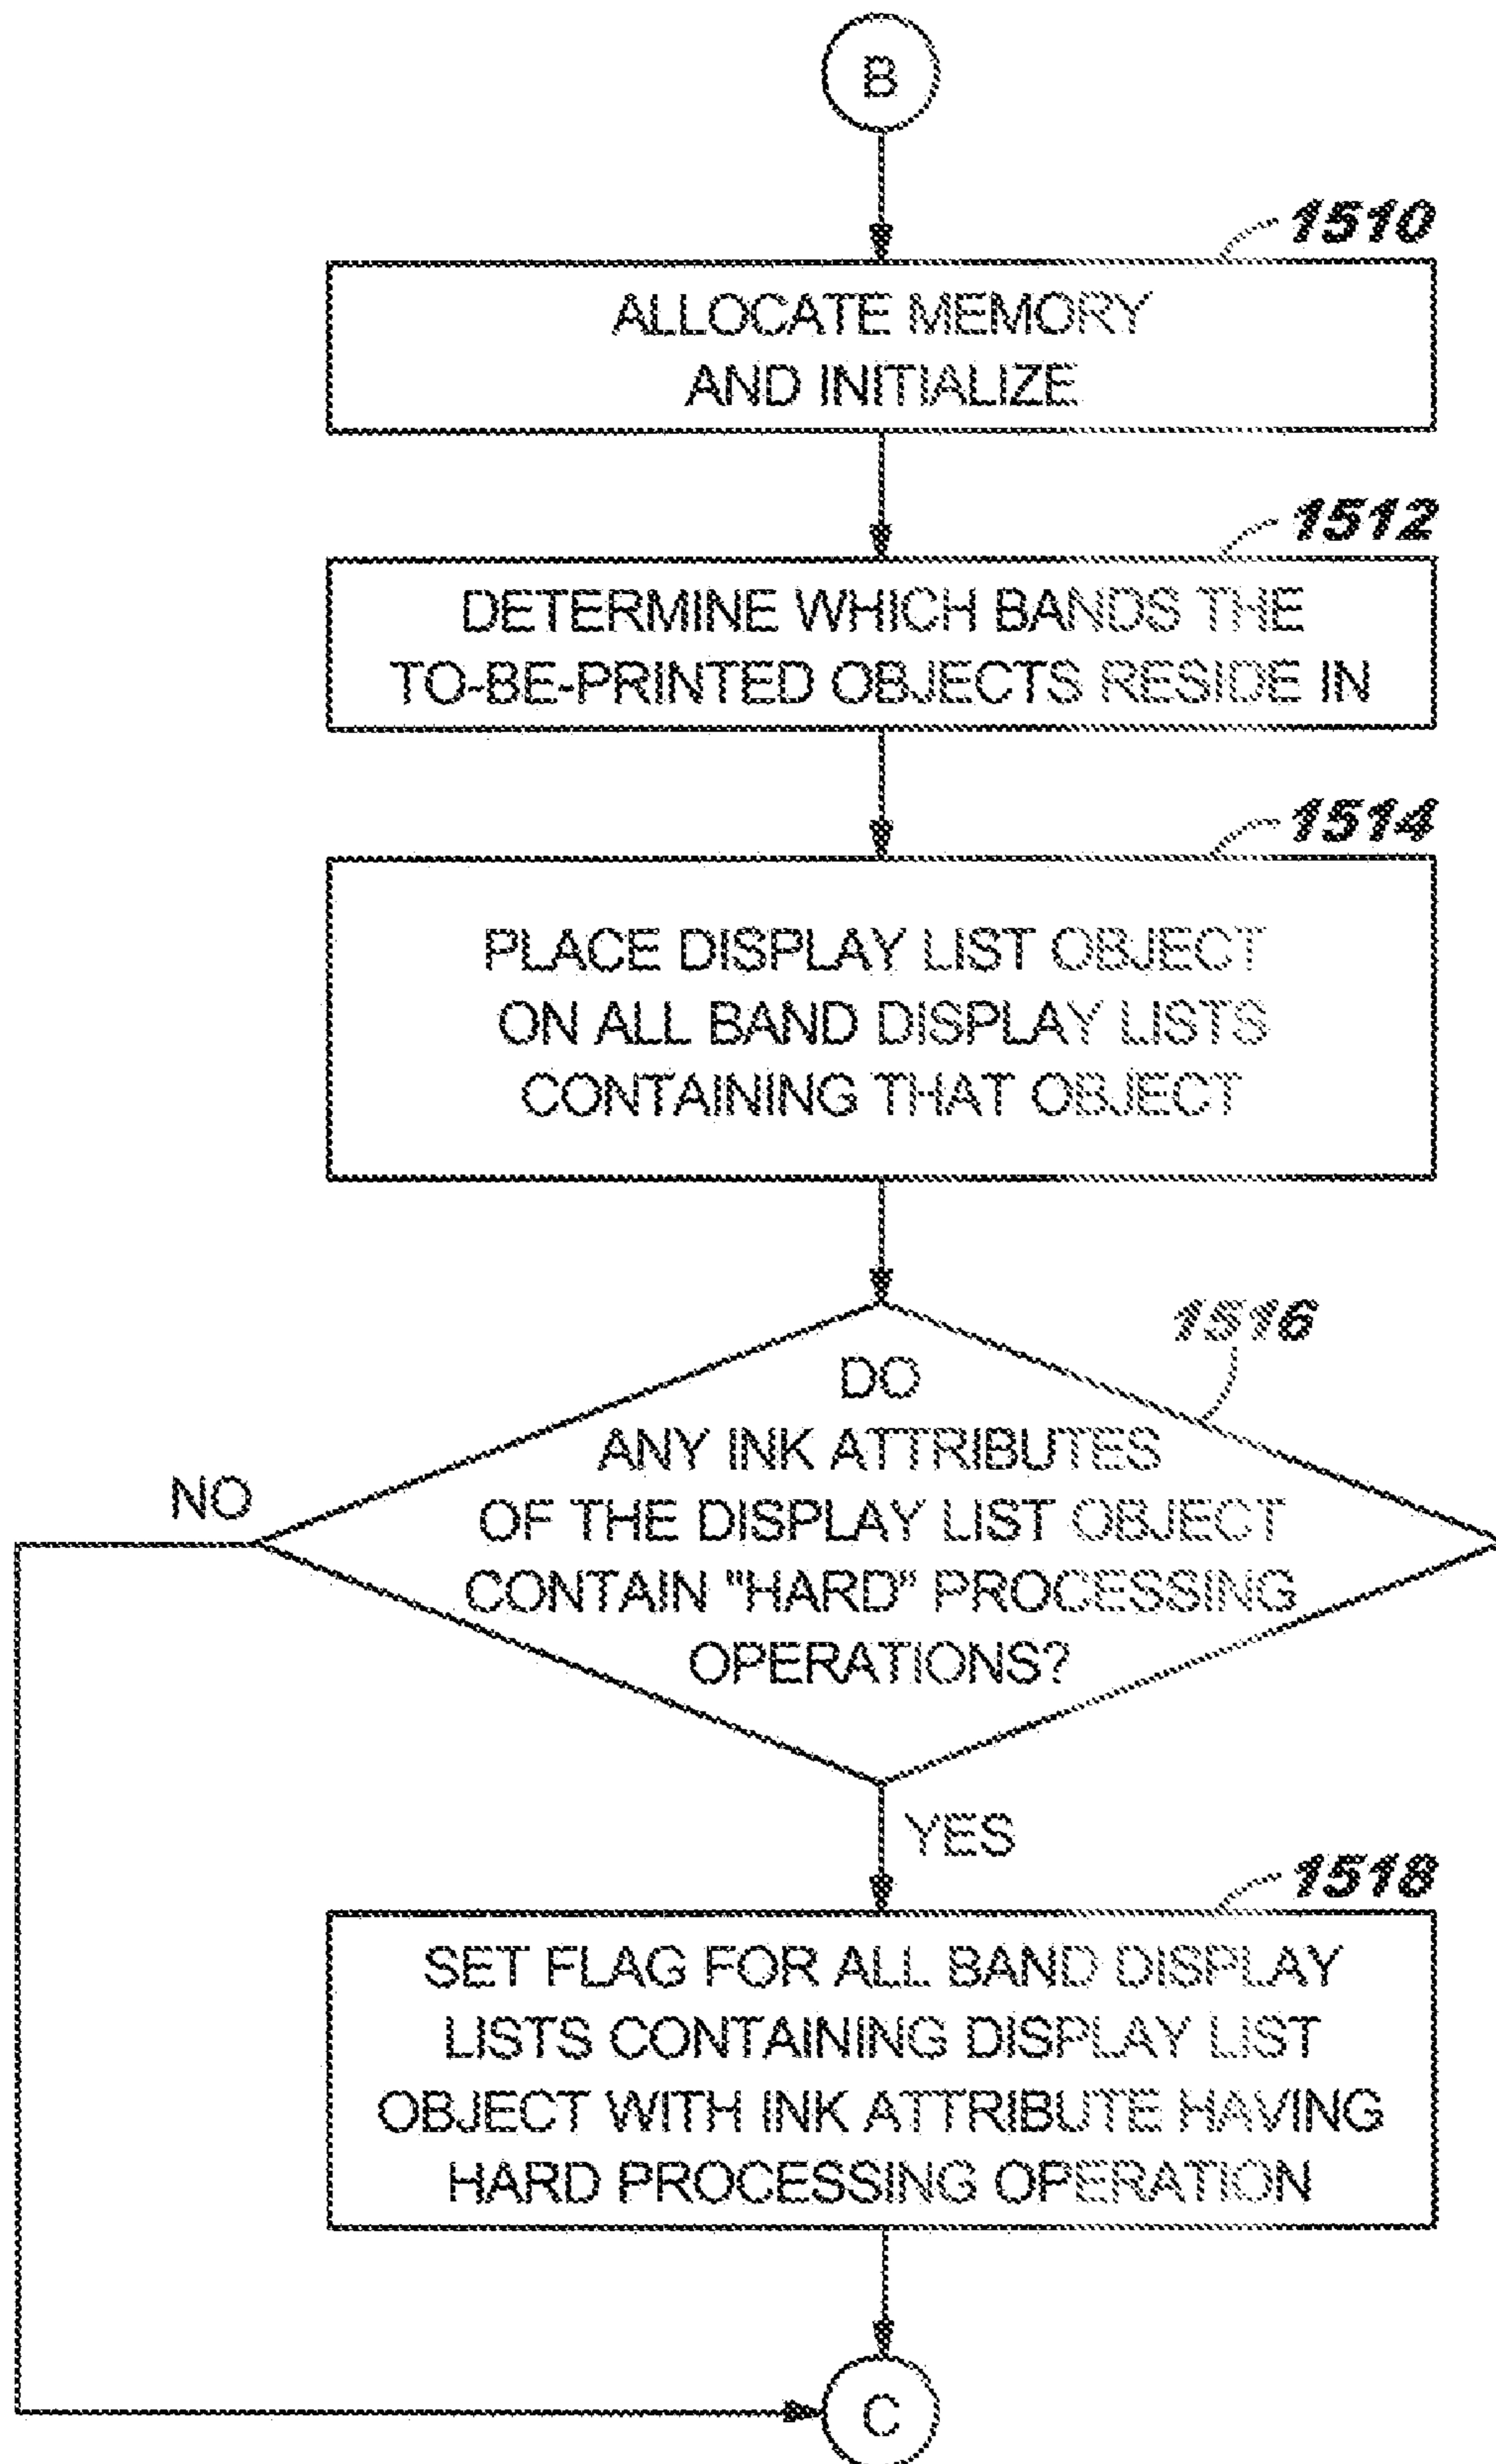 B
1510
ALLOCATE MEMORY
AND INITIALIZE
1512
DETERMINE WHICH BANDS THE
TO-BE-PRINTED OBJECTS RESIDE IN
1514
PLACE DISPLAY LIST OBJECT
ON ALL BAND DISPLAY LISTS
CONTAINING THAT OBJECT
1516
DO
ANY INK ATTRIBUTES
OF THE DISPLAY LIST OBJECT
CONTAIN "HARD" PROCESSING
OPERATIONS?
NO
YES
1518
SET FLAG FOR ALL BAND DISPLAY
LISTS CONTAINING DISPLAY LIST
OBJECT WITH INK ATTRIBUTE HAVING
HARD PROCESSING OPERATION
C